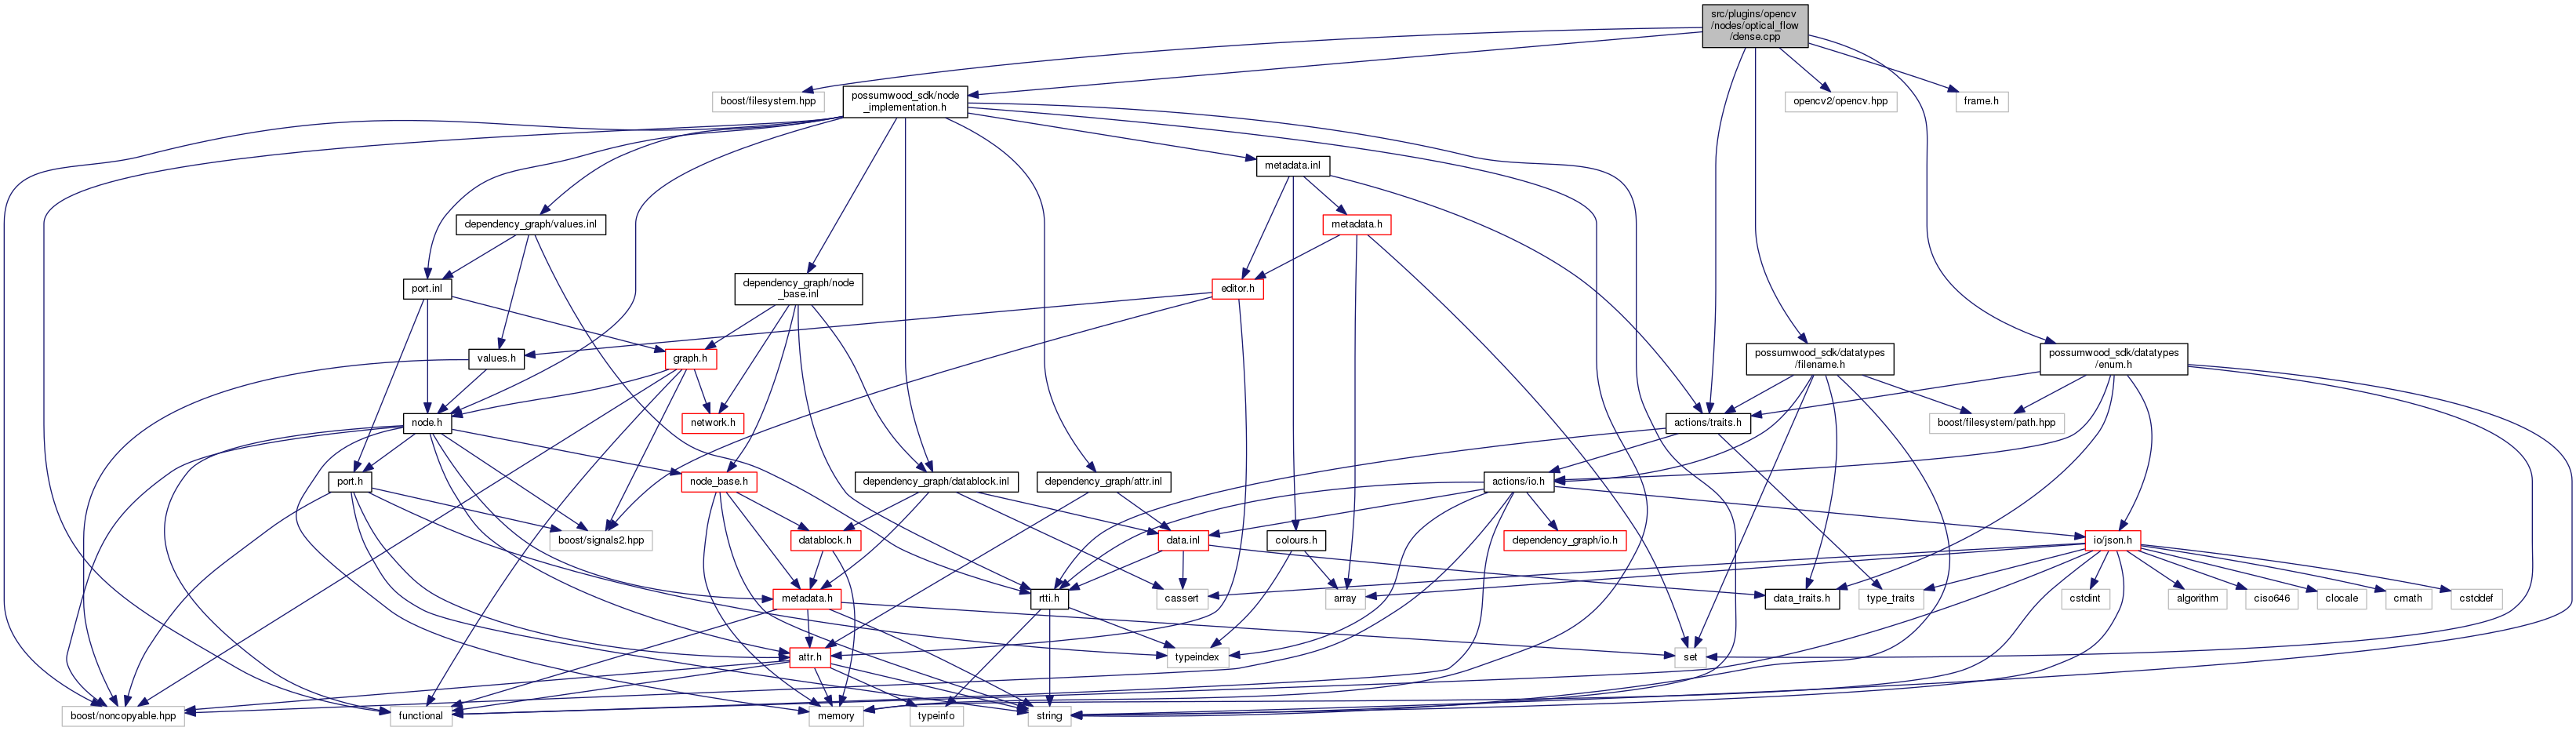 src/plugins/opencv
/nodes/optical_flow
/dense.cpp
boost/filesystem.hpp
possumwood_sdk/node
_implementation.h
opencv2/opencv.hpp
frame.h
metadata.inl
dependency_graph/values.inl
metadata.h
port.inl
dependency_graph/node
_base.inl
editor.h
values.h
graph.h
possumwood_sdk/datatypes
/filename.h
possumwood_sdk/datatypes
/enum.h
node.h
network.h
actions/traits.h
boost/filesystem/path.hpp
port.h
node_base.h
dependency_graph/datablock.inl
dependency_graph/attr.inl
actions/io.h
boost/signals2.hpp
datablock.h
data.inl
colours.h
dependency_graph/io.h
io/json.h
metadata.h
rtti.h
cassert
array
data_traits.h
type_traits
cstdint
algorithm
ciso646
clocale
cmath
cstddef
attr.h
typeindex
set
boost/noncopyable.hpp
functional
memory
typeinfo
string